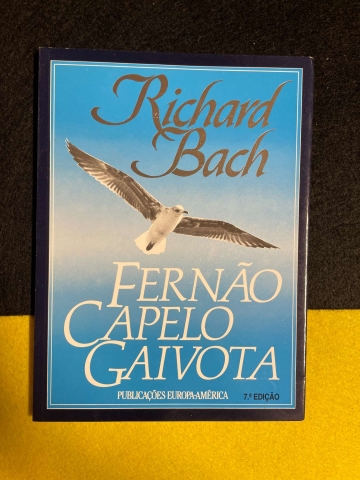 Richard
Bach
FERNÃO
CAPELO
GAIVOTA
PUBLICAÇÕES EUROPA-AMÉRICA
7.ª EDIÇÃO